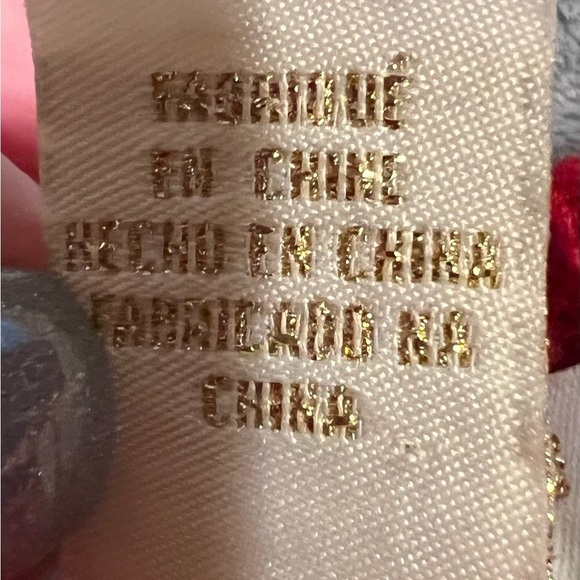 FABRIQUÉ
EN CHINE
HECHO EN CHINA
FABRICADO NA
CHINA